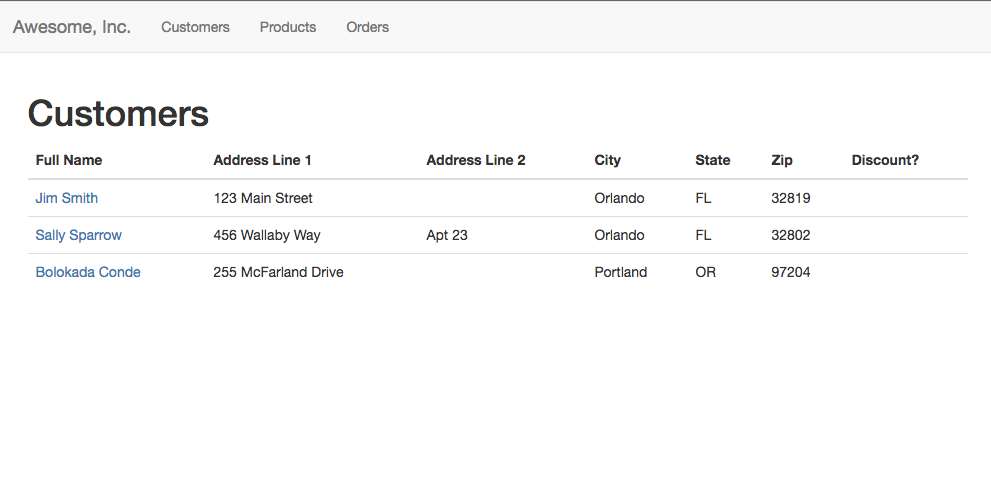 Awesome, Inc. Customers Products Orders
Customers
Full Name Address Line 1 Address Line 2 City State Zip Discount?
Jim Smith 123 Main Street Orlando FL 32819
Sally Sparrow 456 Wallaby Way Apt 23 Orlando FL 32802
Bolokada Conde 255 McFarland Drive Portland OR 97204